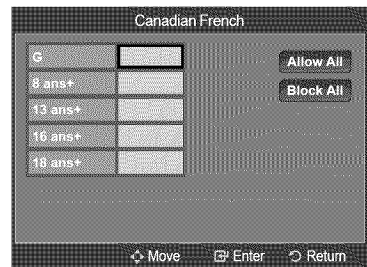 Canadian French
G
Allow All
8 ans+
Block All
13 ans+
16 ans+
18 ans+
Move Enter Return